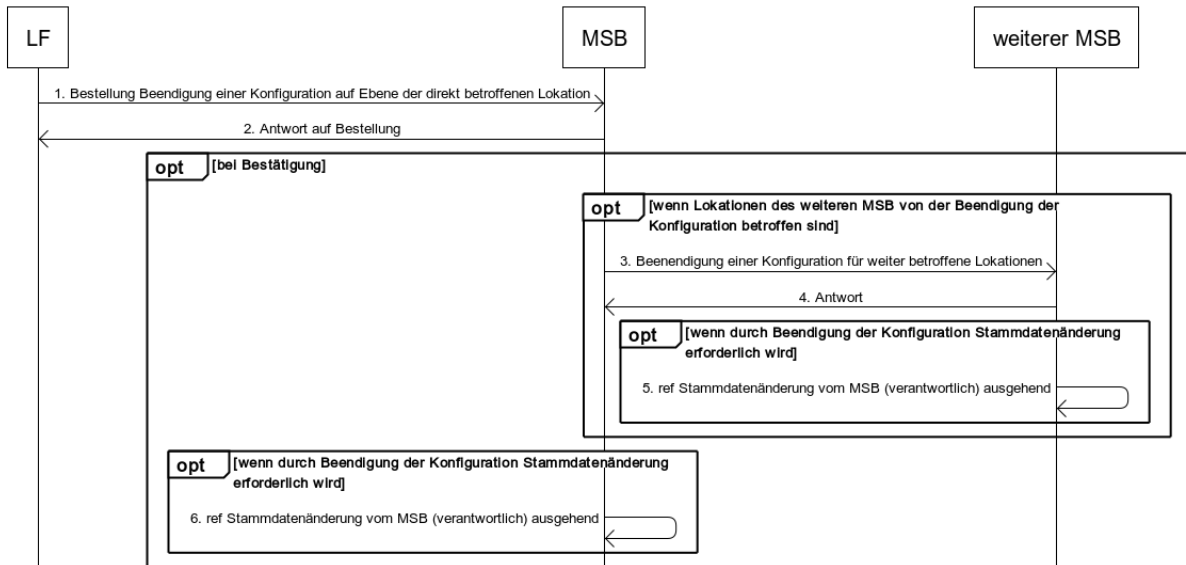 LF
MSB
weiterer MSB
1. Bestellung Beendigung einer Konfiguration auf Ebene der direkt betroffenen Lokation
2. Antwort auf Bestellung
opt
[bei Bestätigung]
opt
[wenn Lokationen des weiteren MSB von der Beendigung der
Konfiguration betroffen sind]
3. Beenendigung einer Konfiguration für weiter betroffene Lokationen
4. Antwort
opt
[wenn durch Beendigung der Konfiguration Stammdatenänderung
erforderlich wird]
5. ref Stammdatenänderung vom MSB (verantwortlich) ausgehend
opt
[wenn durch Beendigung der Konfiguration Stammdatenänderung
erforderlich wird]
6. ref Stammdatenänderung vom MSB (verantwortlich) ausgehend